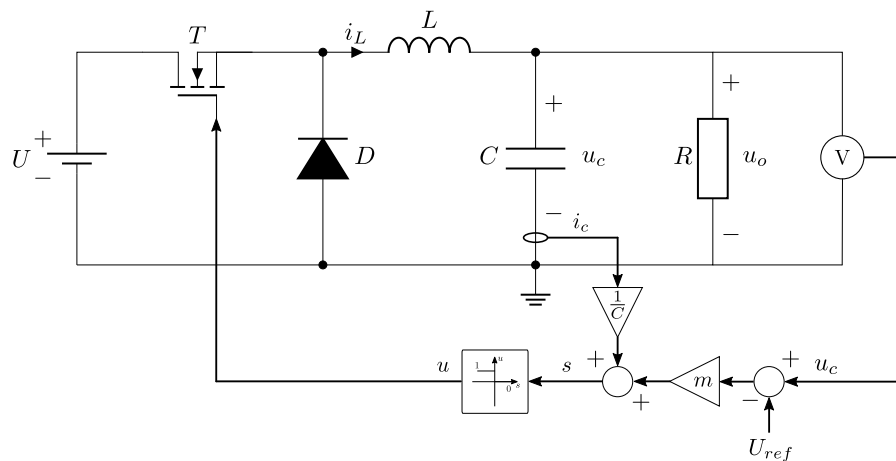 T
i_L
L
+
U
−
D
C
+
u_c
−
R
+
u_o
−
V
i_c
1/C
u
1
u
0
s
s
+
+
m
+
−
u_c
U_ref